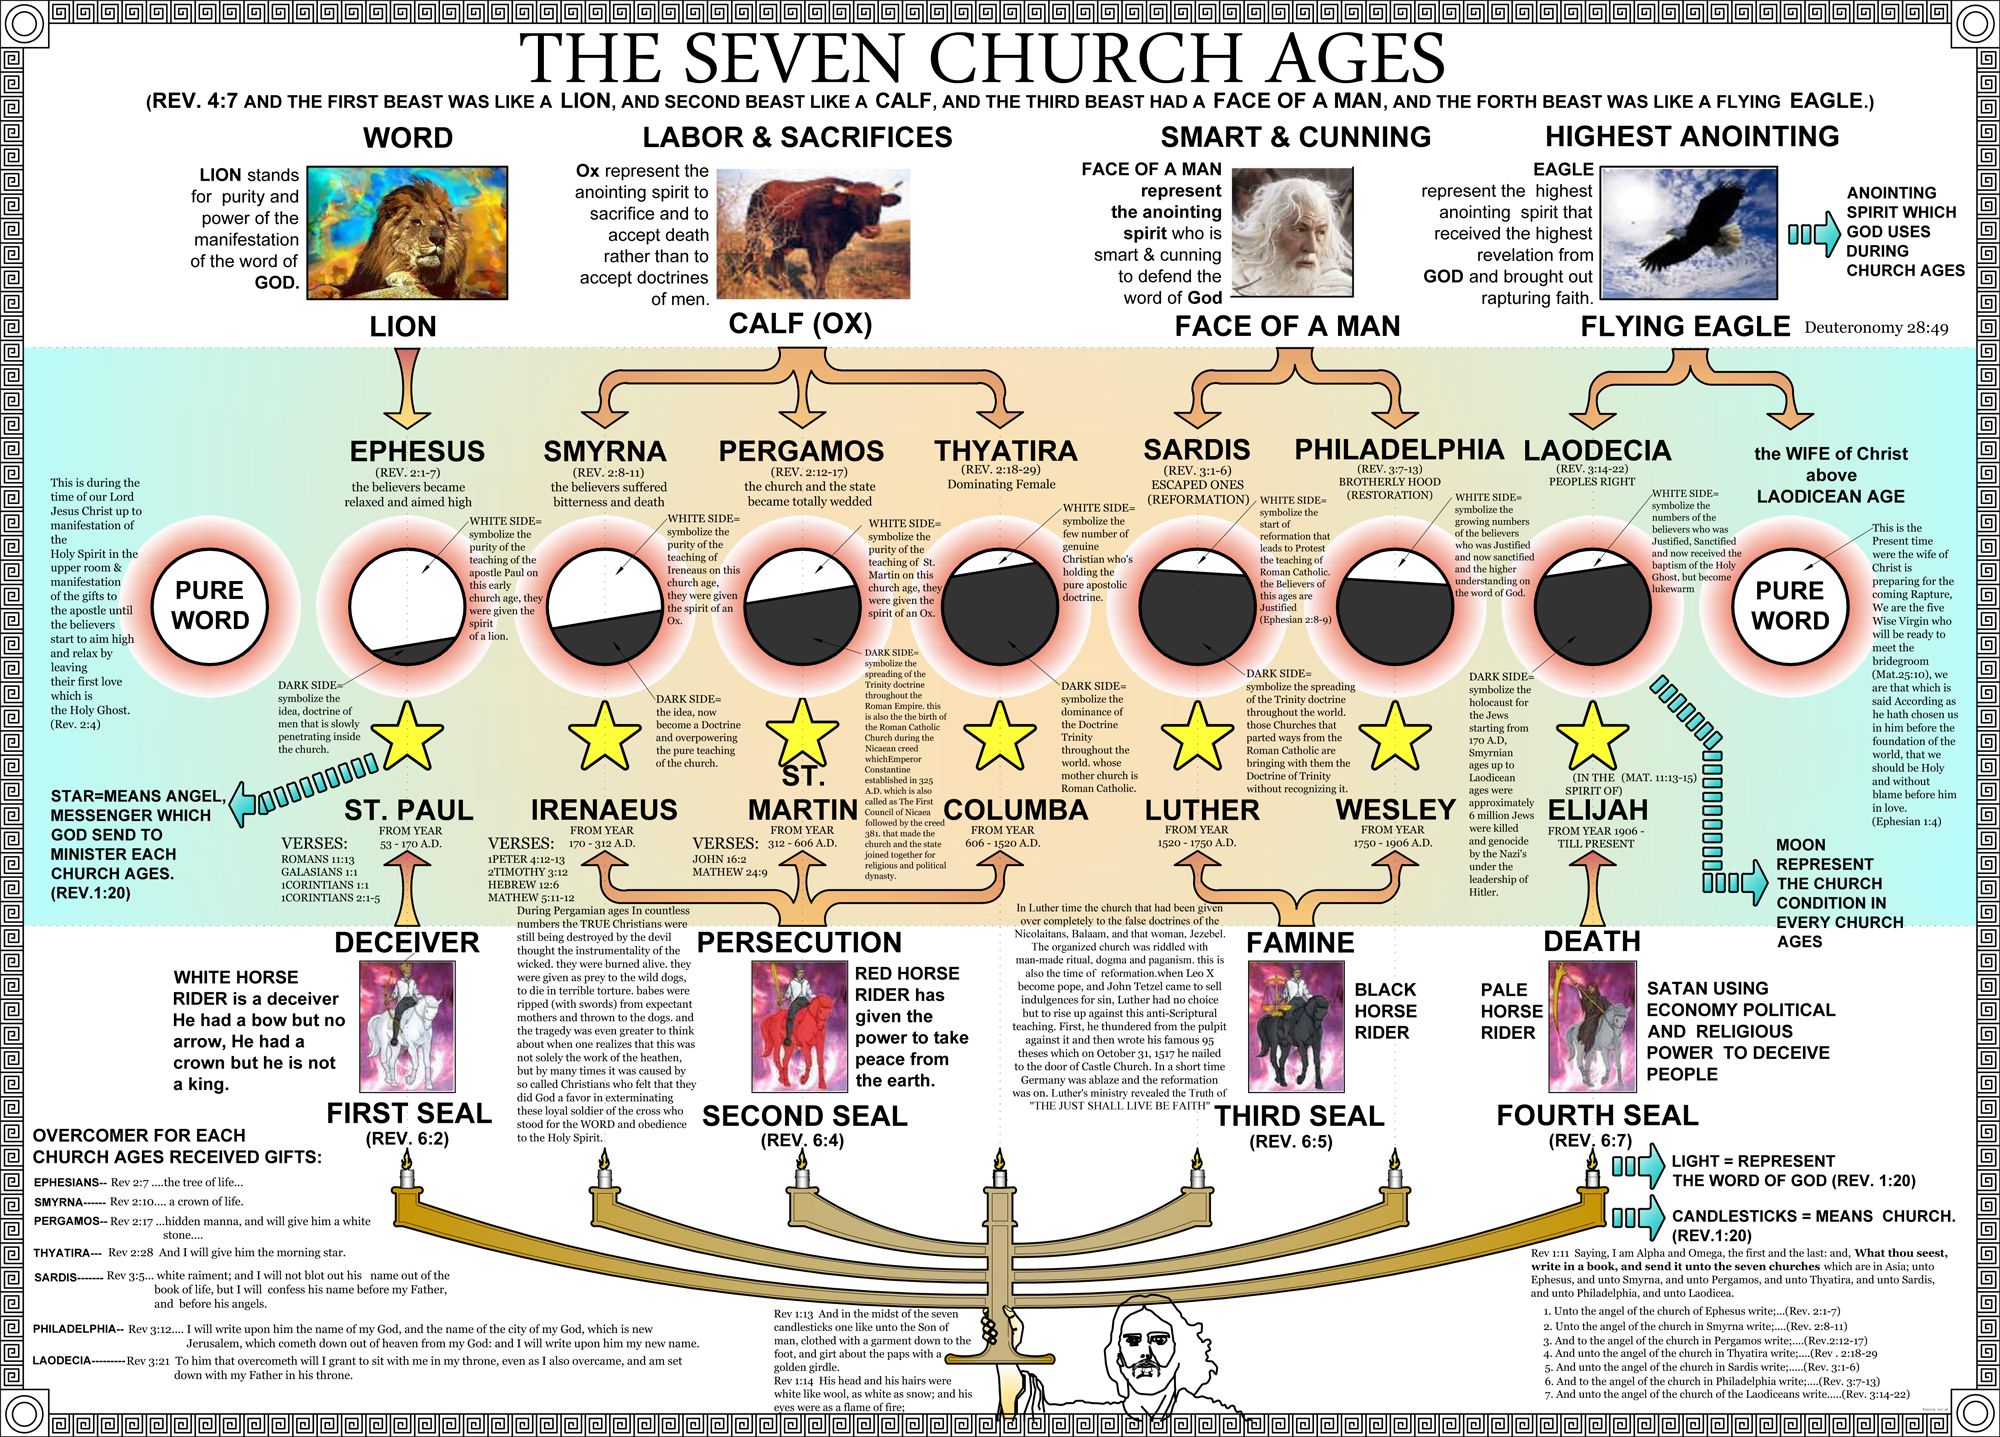 THE SEVEN CHURCH AGES
(REV. 4:7 AND THE FIRST BEAST WAS LIKE A LION, AND SECOND BEAST LIKE A CALF, AND THE THIRD BEAST HAD A FACE OF A MAN, AND THE FORTH BEAST WAS LIKE A FLYING EAGLE.)
WORD
LION stands
for purity and
power of the
manifestation
of the word of
GOD.
LION
LABOR & SACRIFICES
Ox represent the
anointing spirit to
sacrifice and to
accept death
rather than to
accept doctrines
of men.
CALF (OX)
SMART & CUNNING
FACE OF A MAN
represent
the anointing
spirit who is
smart & cunning
to defend the
word of God
FACE OF A MAN
HIGHEST ANOINTING
EAGLE
represent the highest
anointing spirit that
received the highest
revelation from
GOD and brought out
rapturing faith.
FLYING EAGLE
Deuteronomy 28:49
ANOINTING
SPIRIT WHICH
GOD USES
DURING
CHURCH AGES
This is during the
time of our Lord
Jesus Christ up to
manifestation of
the
Holy Spirit in the
upper room &
manifestation
of the gifts to
the apostle until
the believers
start to aim high
and relax by
leaving
their first love
which is
the Holy Ghost.
(Rev. 2:4)
PURE
WORD
EPHESUS
(REV. 2:1-7)
the believers became
relaxed and aimed high
WHITE SIDE=
symbolize the
purity of the
teaching of the
apostle Paul on
this early
church age, they
were given the
spirit
of a lion.
DARK SIDE=
symbolize the
idea, doctrine of
men that is slowly
penetrating inside
the church.
SMYRNA
(REV. 2:8-11)
the believers suffered
bitterness and death
WHITE SIDE=
symbolize the
purity of the
teaching of
Ireneaus on this
church age,
they were given
the spirit of an
Ox.
DARK SIDE=
the idea, now
become a Doctrine
and overpowering
the pure teaching
of the church.
PERGAMOS
(REV. 2:12-17)
the church and the state
became totally wedded
WHITE SIDE=
symbolize the
purity of the
teaching of St.
Martin on this
church age, they
were given the
spirit of an Ox.
DARK SIDE=
symbolize the
spreading of the
Trinity doctrine
throughout the
Roman Empire. this
is also the the birth of
the Roman Catholic
Church during the
Nicaean creed
whichEmperor
Constantine
established in 325
A.D. which is also
called as The First
Council of Nicaea
followed by the creed
381. that made the
church and the state
joined together for
religious and political
dynasty.
THYATIRA
(REV. 2:18-29)
Dominating Female
WHITE SIDE=
symbolize the
few number of
genuine
Christian who's
holding the
pure apostolic
doctrine.
DARK SIDE=
symbolize the
dominance of
the Doctrine
Trinity
throughout the
world. whose
mother church is
Roman Catholic.
SARDIS
(REV. 3:1-6)
ESCAPED ONES
(REFORMATION)
WHITE SIDE=
symbolize the
start of
reformation that
leads to Protest
the teaching of
Roman Catholic.
the Believers of
this ages are
Justified
(Ephesian 2:8-9)
DARK SIDE=
symbolize the spreading
of the Trinity doctrine
throughout the world.
those Churches that
parted ways from the
Roman Catholic are
bringing with them the
Doctrine of Trinity
without recognizing it.
PHILADELPHIA
(REV. 3:7-13)
BROTHERLY HOOD
(RESTORATION)
WHITE SIDE=
symbolize the
growing numbers
of the believers
who was Justified
and now sanctified
and the higher
understanding on
the word of God.
LAODECIA
(REV. 3:14-22)
PEOPLES RIGHT
WHITE SIDE=
symbolize the
numbers of the
believers who was
Justified, Sanctified
and now received the
baptism of the Holy
Ghost, but become
lukewarm
DARK SIDE=
symbolize the
holocaust for
the Jews
starting from
170 A.D,
Smyrnian
ages up to
Laodicean
ages were
approximately
6 million Jews
were killed
and genocide
by the Nazi's
under the
leadership of
Hitler.
the WIFE of Christ
above
LAODICEAN AGE
PURE
WORD
This is the
Present time
were the wife of
Christ is
preparing for the
coming Rapture,
We are the five
Wise Virgin who
will be ready to
meet the
bridegroom
(Mat.25:10), we
are that which is
said According as
he hath chosen us
in him before the
foundation of the
world, that we
should be Holy
and without
blame before him
in love.
(Ephesian 1:4)
STAR=MEANS ANGEL,
MESSENGER WHICH
GOD SEND TO
MINISTER EACH
CHURCH AGES.
(REV.1:20)
ST. PAUL
FROM YEAR
53 - 170 A.D.
VERSES:
ROMANS 11:13
GALASIANS 1:1
1CORINTIANS 1:1
1CORINTIANS 2:1-5
IRENAEUS
FROM YEAR
170 - 312 A.D.
VERSES:
1PETER 4:12-13
2TIMOTHY 3:12
HEBREW 12:6
MATHEW 5:11-12
ST.
MARTIN
FROM YEAR
312 - 606 A.D.
VERSES:
JOHN 16:2
MATHEW 24:9
COLUMBA
FROM YEAR
606 - 1520 A.D.
LUTHER
FROM YEAR
1520 - 1750 A.D.
WESLEY
FROM YEAR
1750 - 1906 A.D.
(IN THE (MAT. 11:13-15)
SPIRIT OF)
ELIJAH
FROM YEAR 1906 -
TILL PRESENT
MOON
REPRESENT
THE CHURCH
CONDITION IN
EVERY CHURCH
AGES
DECEIVER
WHITE HORSE
RIDER is a deceiver
He had a bow but no
arrow, He had a
crown but he is not
a king.
FIRST SEAL
(REV. 6:2)
During Pergamian ages In countless
numbers the TRUE Christians were
still being destroyed by the devil
thought the instrumentality of the
wicked. they were burned alive. they
were given as prey to the wild dogs,
to die in terrible torture. babes were
ripped (with swords) from expectant
mothers and thrown to the dogs. and
the tragedy was even greater to think
about when one realizes that this was
not solely the work of the heathen,
but by many times it was caused by
so called Christians who felt that they
did God a favor in exterminating
these loyal soldier of the cross who
stood for the WORD and obedience
to the Holy Spirit.
PERSECUTION
RED HORSE
RIDER has
given the
power to take
peace from
the earth.
SECOND SEAL
(REV. 6:4)
In Luther time the church that had been given
over completely to the false doctrines of the
Nicolaitans, Balaam, and that woman, Jezebel.
The organized church was riddled with
man-made ritual, dogma and paganism. this is
also the time of reformation.when Leo X
become pope, and John Tetzel came to sell
indulgences for sin, Luther had no choice
but to rise up against this anti-Scriptural
teaching. First, he thundered from the pulpit
against it and then wrote his famous 95
theses which on October 31, 1517 he nailed
to the door of Castle Church. In a short time
Germany was ablaze and the reformation
was on. Luther's ministry revealed the Truth of
"THE JUST SHALL LIVE BE FAITH"
FAMINE
BLACK
HORSE
RIDER
THIRD SEAL
(REV. 6:5)
DEATH
PALE
HORSE
RIDER
SATAN USING
ECONOMY POLITICAL
AND RELIGIOUS
POWER TO DECEIVE
PEOPLE
FOURTH SEAL
(REV. 6:7)
OVERCOMER FOR EACH
CHURCH AGES RECEIVED GIFTS:
EPHESIANS-- Rev 2:7 ....the tree of life...
SMYRNA------ Rev 2:10.... a crown of life.
PERGAMOS-- Rev 2:17 ...hidden manna, and will give him a white
stone....
THYATIRA--- Rev 2:28 And I will give him the morning star.
SARDIS------- Rev 3:5... white raiment; and I will not blot out his name out of the
book of life, but I will confess his name before my Father,
and before his angels.
PHILADELPHIA-- Rev 3:12.... I will write upon him the name of my God, and the name of the city of my God, which is new
Jerusalem, which cometh down out of heaven from my God: and I will write upon him my new name.
LAODECIA---------Rev 3:21 To him that overcometh will I grant to sit with me in my throne, even as I also overcame, and am set
down with my Father in his throne.
Rev 1:13 And in the midst of the seven
candlesticks one like unto the Son of
man, clothed with a garment down to the
foot, and girt about the paps with a
golden girdle.
Rev 1:14 His head and his hairs were
white like wool, as white as snow; and his
eyes were as a flame of fire;
LIGHT = REPRESENT
THE WORD OF GOD (REV. 1:20)
CANDLESTICKS = MEANS CHURCH.
(REV.1:20)
Rev 1:11 Saying, I am Alpha and Omega, the first and the last: and, What thou seest,
write in a book, and send it unto the seven churches which are in Asia; unto
Ephesus, and unto Smyrna, and unto Pergamos, and unto Thyatira, and unto Sardis,
and unto Philadelphia, and unto Laodicea.
1. Unto the angel of the church of Ephesus write;...(Rev. 2:1-7)
2. Unto the angel of the church in Smyrna write;....(Rev. 2:8-11)
3. And to the angel of the church in Pergamos write;....(Rev.2:12-17)
4. And unto the angel of the church in Thyatira write;....(Rev . 2:18-29
5. And unto the angel of the church in Sardis write;.....(Rev. 3:1-6)
6. And to the angel of the church in Philadelphia write;....(Rev. 3:7-13)
7. And unto the angel of the church of the Laodiceans write.....(Rev. 3:14-22)